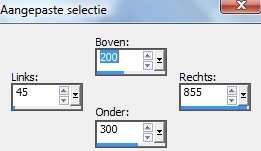 Aangepaste selectie
Boven:
200
Links:
45
Rechts:
855
Onder:
300